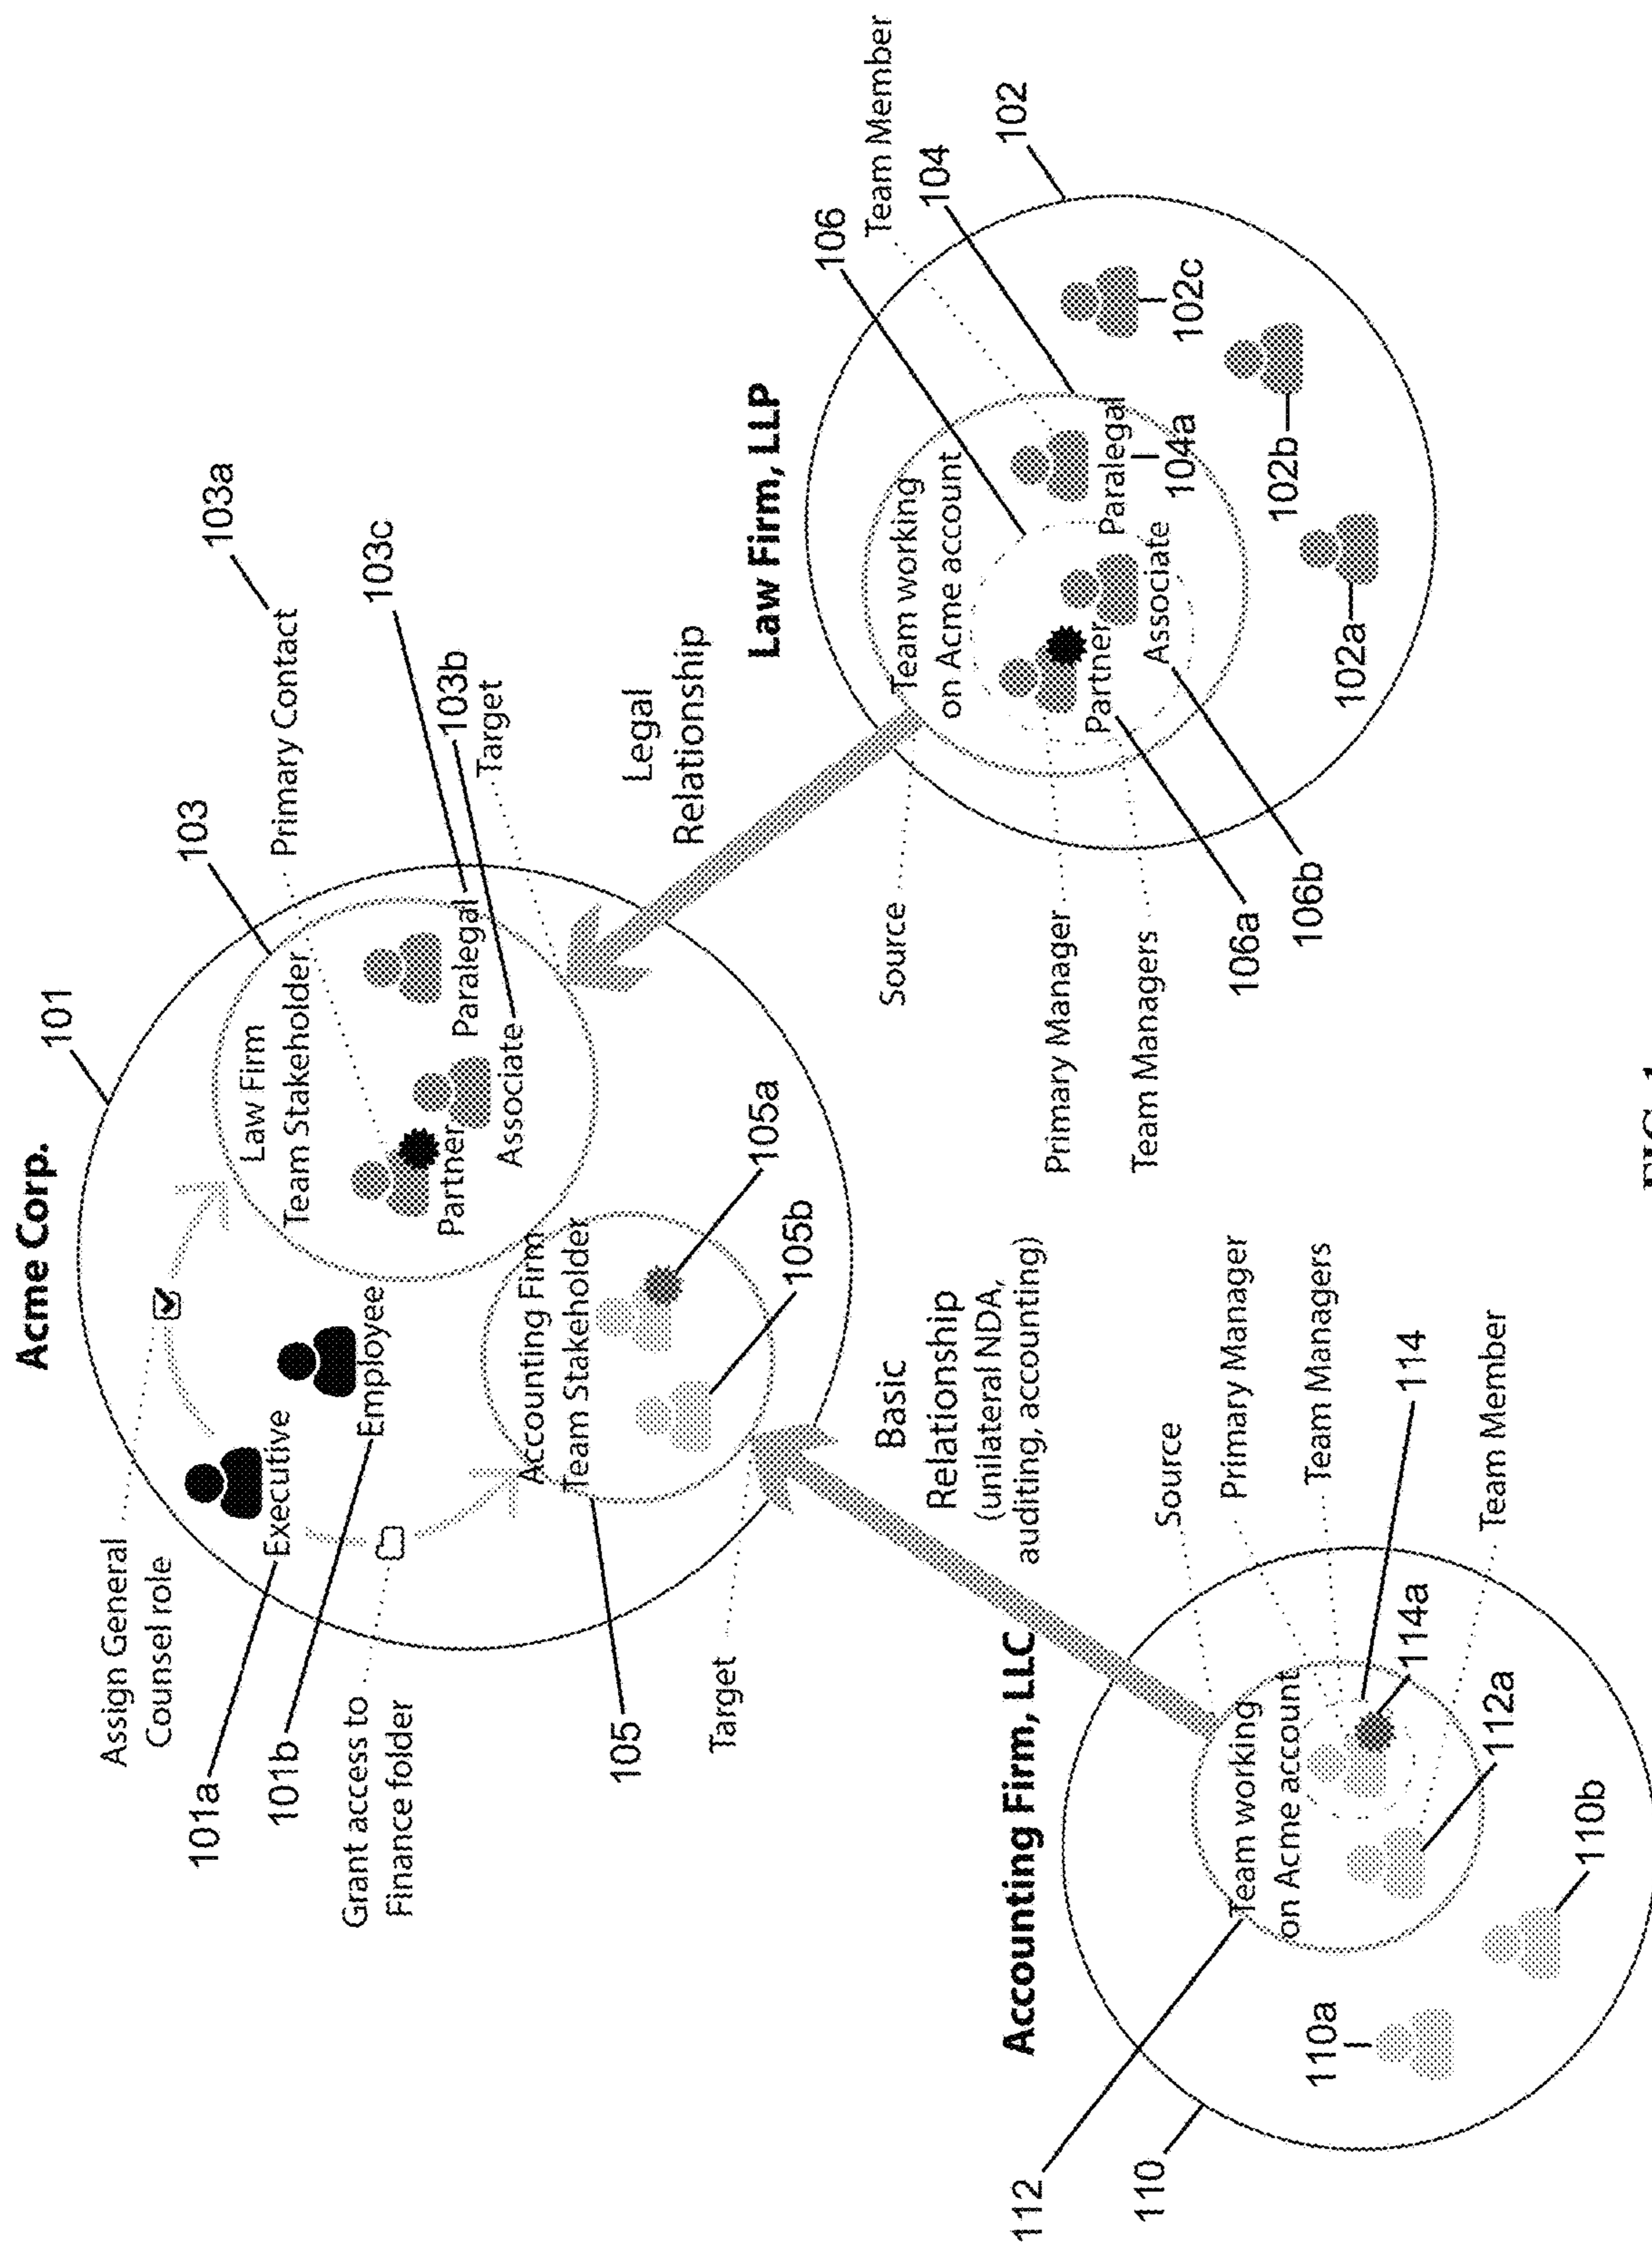 Acme Corp.
101
Assign General
Counsel role
101a
Executive
101b
Employee
Grant access to
Finance folder
Law Firm
Team Stakeholder
103
Primary Contact
103a
Partner
Associate
Paralegal
103c
103b
Target
Accounting Firm
Team Stakeholder
105a
105b
105
Target
Legal
Relationship
Basic
Relationship
(unilateral NDA,
auditing, accounting)
Law Firm, LLP
Team working
on Acme account
106
Team Member
104
102
Partner
Associate
Paralegal
104a
102a
102b
102c
Source
Primary Manager
Team Managers
106a
106b
Accounting Firm, LLC
Team working
on Acme account
112
110
110a
110b
Source
Primary Manager
Team Managers
114
114a
112a
Team Member